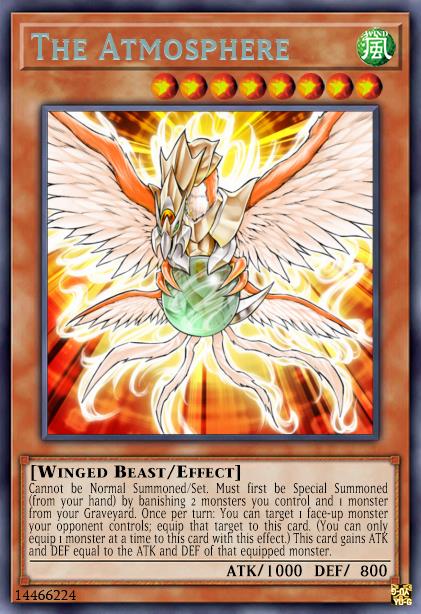 THE ATMOSPHERE
WIND
風
[WINGED BEAST/EFFECT]
Cannot be Normal Summoned/Set. Must first be Special Summoned
(from your hand) by banishing 2 monsters you control and 1 monster
from your Graveyard. Once per turn: You can target 1 face-up monster
your opponent controls; equip that target to this card. (You can only
equip 1 monster at a time to this card with this effect.) This card gains ATK
and DEF equal to the ATK and DEF of that equipped monster.
ATK/1000 DEF/ 800
14466224